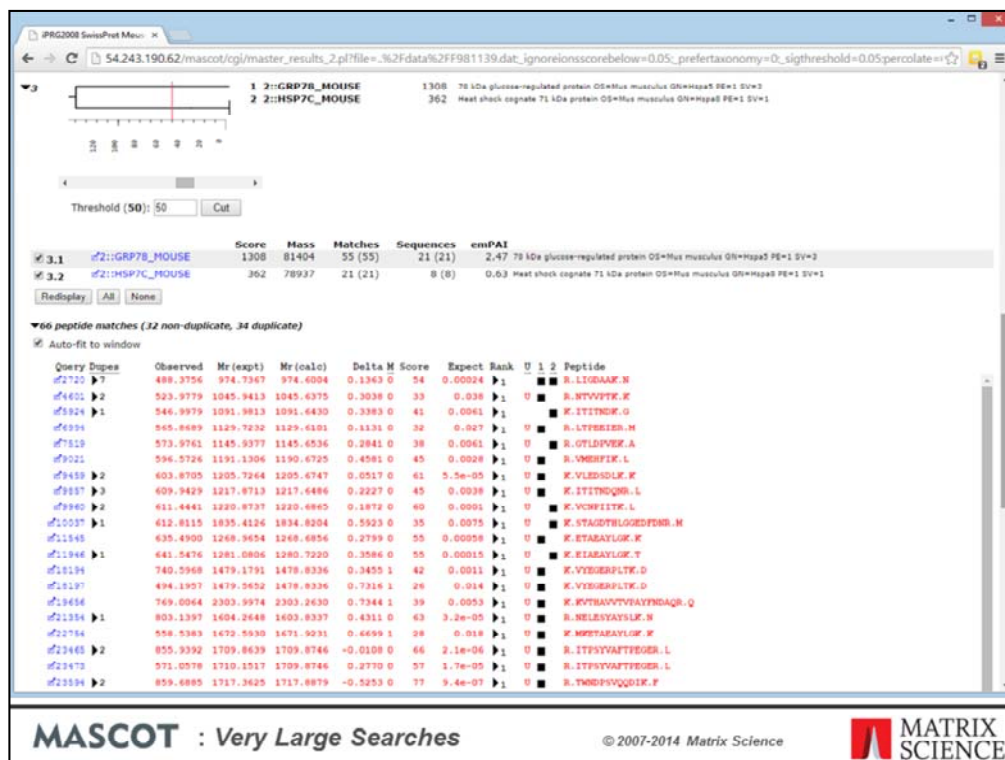 iPRG2008 SwissProt Mous
54.243.190.62/mascot/cgi/master_results_2.pl?file=.%2Fdata%2FF981139.dat;_ignoreionsscorebelow=0.05;_prefertaxonomy=0;_sigthreshold=0.05;percolate=
3
1 2::GRP78_MOUSE 1308 78 kDa glucose-regulated protein OS=Mus musculus GN=Hspa5 PE=1 SV=3
2 2::HSP7C_MOUSE 362 Heat shock cognate 71 kDa protein OS=Mus musculus GN=Hspa8 PE=1 SV=1
120 100 80 60 40 20 0
Threshold (50): 50 Cut
Score Mass Matches Sequences emPAI
3.1 2::GRP78_MOUSE 1308 81404 55 (55) 21 (21) 2.47 78 kDa glucose-regulated protein OS=Mus musculus GN=Hspa5 PE=1 SV=3
3.2 2::HSP7C_MOUSE 362 78937 21 (21) 8 (8) 0.63 Heat shock cognate 71 kDa protein OS=Mus musculus GN=Hspa8 PE=1 SV=1
Redisplay All None
66 peptide matches (32 non-duplicate, 34 duplicate)
Auto-fit to window
Query Dupes Observed Mr(expt) Mr(calc) Delta M Score Expect Rank U 1 2 Peptide
2720 7 488.3756 974.7367 974.6004 0.1363 0 54 0.00024 1 R.LIGDAAK.N
4601 2 523.9779 1045.9413 1045.6375 0.3038 0 33 0.038 1 U R.NTVVPTK.K
5924 1 546.9979 1091.9813 1091.6430 0.3383 0 41 0.0061 1 K.ITITNDK.G
6994 565.8689 1129.7232 1129.6101 0.1131 0 32 0.027 1 U R.LTPEEIER.M
7519 573.9761 1145.9377 1145.6536 0.2841 0 38 0.0061 1 U R.GTLDPVEK.A
9021 596.5726 1191.1306 1190.6725 0.4581 0 45 0.0028 1 U R.VMEHFIK.L
9459 2 603.8705 1205.7264 1205.6747 0.0517 0 61 5.5e-05 1 U K.VLEDSDLK.K
9857 3 609.9429 1217.8713 1217.6486 0.2227 0 45 0.0038 1 U K.ITITNDQNR.L
9960 2 611.4441 1220.8737 1220.6865 0.1872 0 60 0.0001 1 U K.VCNPIITK.L
10037 1 612.8115 1835.4126 1834.8204 0.5923 0 35 0.0075 1 U K.STAGDTHLGGEDFDNR.M
11545 635.4900 1268.9654 1268.6856 0.2799 0 55 0.00058 1 U K.ETAEAYLGK.K
11946 1 641.5476 1281.0806 1280.7220 0.3586 0 55 0.00015 1 U K.EIAEAYLGK.T
18194 740.5968 1479.1791 1478.8336 0.3455 1 42 0.0011 1 U K.VYEGERPLTK.D
18197 494.1957 1479.5652 1478.8336 0.7316 1 26 0.014 1 U K.VYEGERPLTK.D
19656 769.0064 2303.9974 2303.2630 0.7344 1 39 0.0053 1 U K.KVTHAVVTVPAYFNDAQR.Q
21354 1 803.1397 1604.2648 1603.8337 0.4311 0 63 3.2e-05 1 U R.NELESYAYSLK.N
22754 558.5383 1672.5930 1671.9231 0.6699 1 28 0.018 1 U K.MKETAEAYLGK.K
23465 2 855.9392 1709.8639 1709.8746 -0.0108 0 66 2.1e-06 1 U R.ITPSYVAFTPEGER.L
23473 571.0578 1710.1517 1709.8746 0.2770 0 57 1.7e-05 1 U R.ITPSYVAFTPEGER.L
23594 2 859.6885 1717.3625 1717.8879 -0.5253 0 77 9.4e-07 1 U R.TWNDPSVQQDIK.F
MASCOT : Very Large Searches
© 2007-2014 Matrix Science
MATRIX
SCIENCE